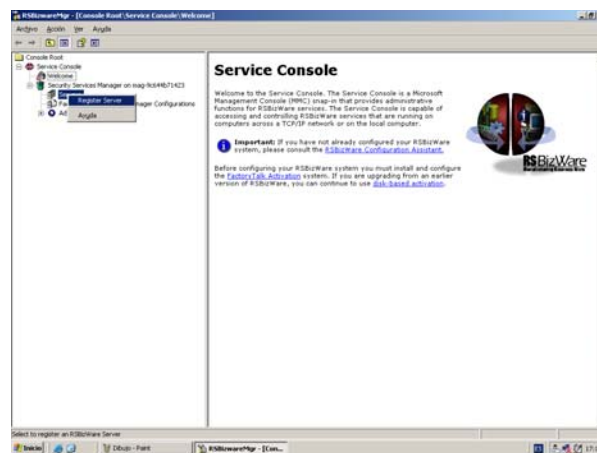 RSBizwareMgr - [Console Root\Service Console\Welcome]
Archivo Acción Ver Ayuda
Console Root
Service Console
Welcome
Security Services Manager on mag-9c644b71423
Register Server
Ayuda
Service Console
Welcome to the Service Console. The Service Console is a Microsoft
Management Console (MMC) snap-in that provides administrative
functions for RSBizWare services. The Service Console is capable of
accessing and controlling RSBizWare services that are running on
computers across a TCP/IP network or on the local computer.
Important: If you have not already configured your RSBizWare
system, please consult the RSBizWare Configuration Assistant.
Before configuring your RSBizWare system you must install and configure
the FactoryTalk Activation system. If you are upgrading from an earlier
version of RSBizWare, you can continue to use disk-based activation.
RSBizWare
Select to register an RSBizWare Server
Inicio
Dibujo - Paint
RSBizwareMgr - [Con...